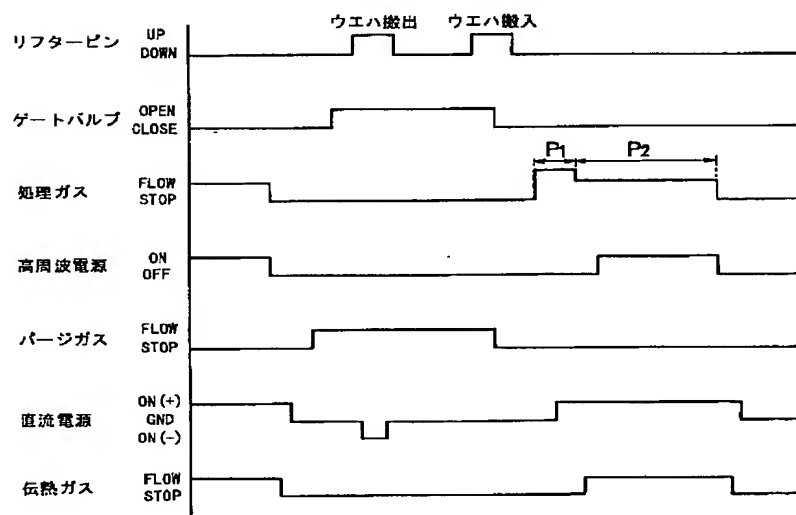 ウエハ搬出 ウエハ搬入
リフターピン UP
DOWN
ゲートバルブ OPEN
CLOSE
P1 P2
処理ガス FLOW
STOP
高周波電源 ON
OFF
パージガス FLOW
STOP
直流電源 ON(+)
GND
ON(-)
伝熱ガス FLOW
STOP